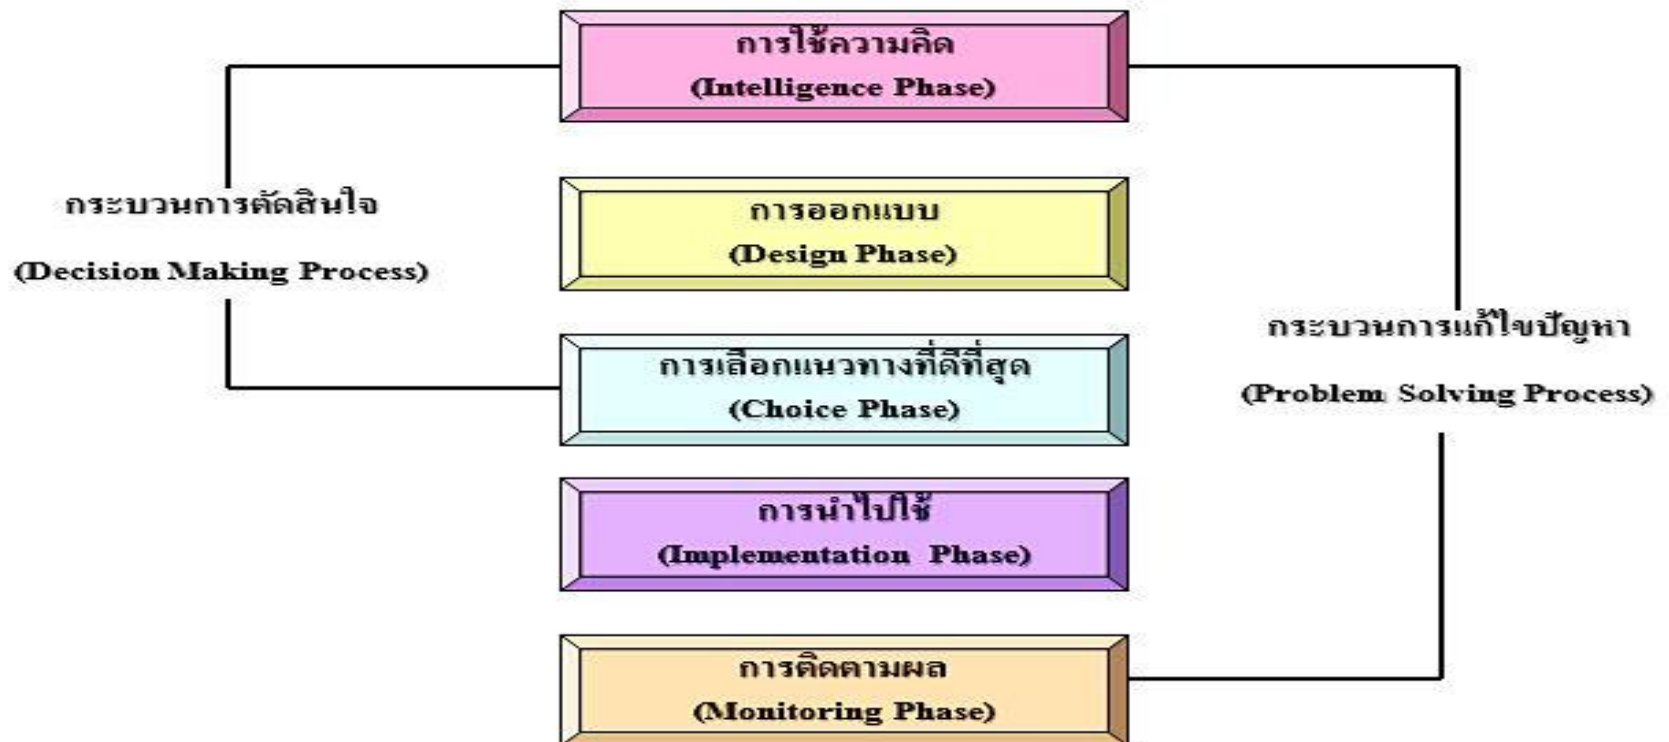 การใช้ความคิด
(Intelligence Phase)
กระบวนการตัดสินใจ
(Decision Making Process)
การออกแบบ
(Design Phase)
การเลือกแนวทางที่ดีที่สุด
(Choice Phase)
กระบวนการแก้ไขปัญหา
(Problem Solving Process)
การนำไปใช้
(Implementation Phase)
การติดตามผล
(Monitoring Phase)